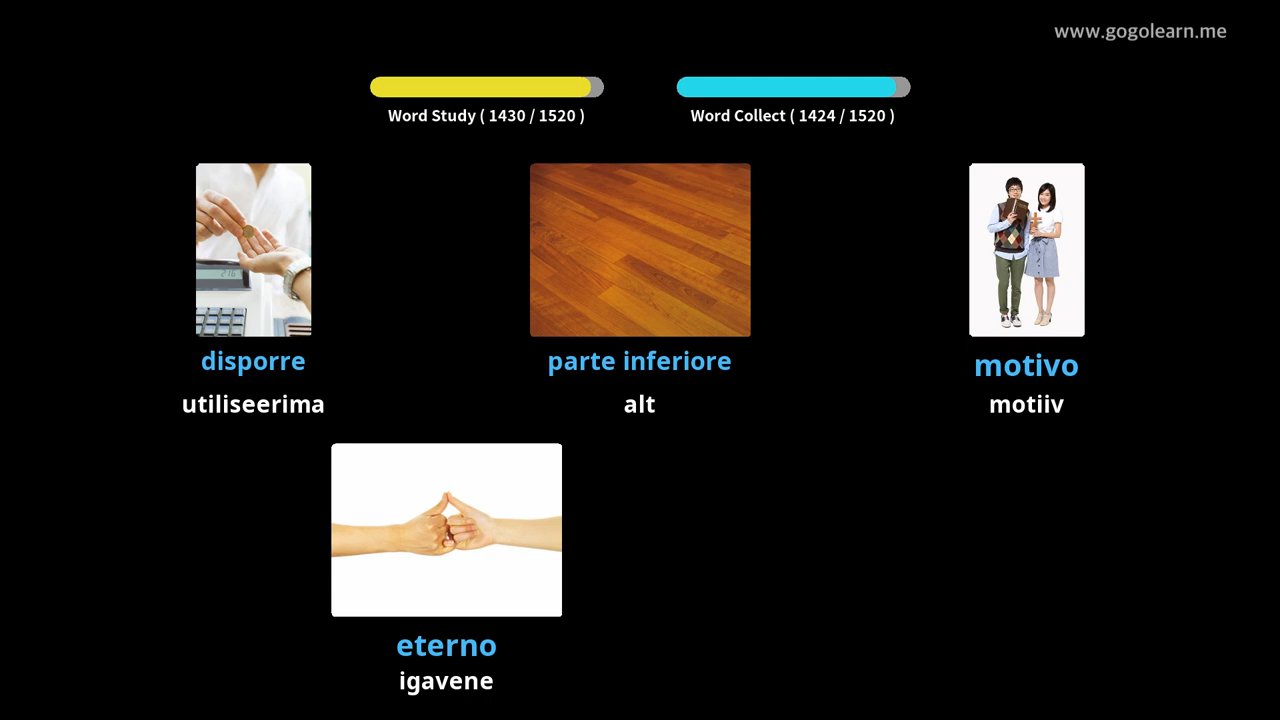 www.gogolearn.me
Word Study ( 1430 / 1520 )
Word Collect ( 1424 / 1520 )
disporre
utiliseerima
parte inferiore
alt
motivo
motiiv
eterno
igavene